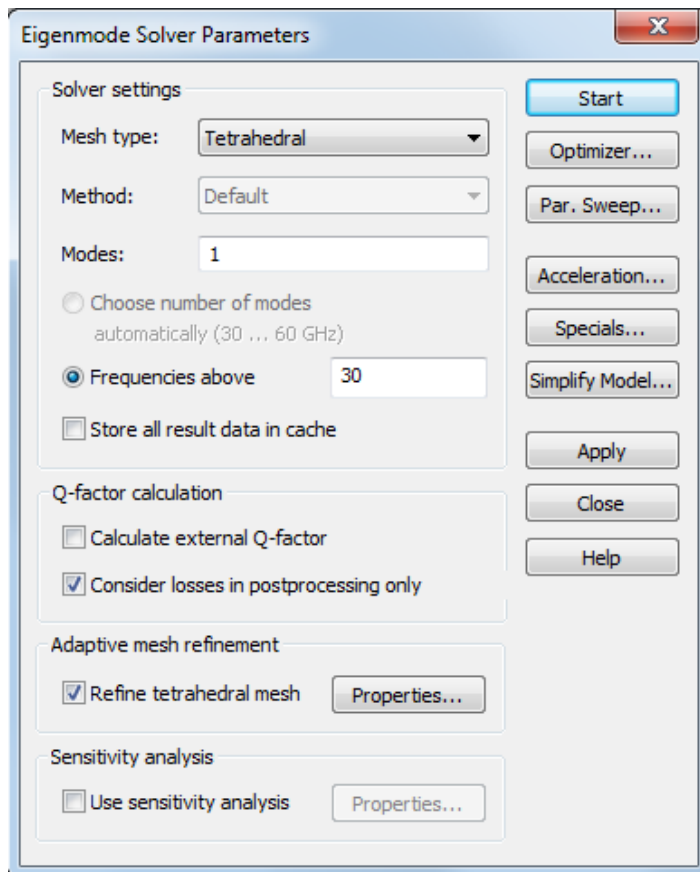 Eigenmode Solver Parameters
Solver settings
Mesh type: Tetrahedral
Method: Default
Modes: 1
Choose number of modes
automatically (30 ... 60 GHz)
Frequencies above 30
Store all result data in cache
Q-factor calculation
Calculate external Q-factor
Consider losses in postprocessing only
Adaptive mesh refinement
Refine tetrahedral mesh Properties...
Sensitivity analysis
Use sensitivity analysis Properties...
Start
Optimizer...
Par. Sweep...
Acceleration...
Specials...
Simplify Model...
Apply
Close
Help